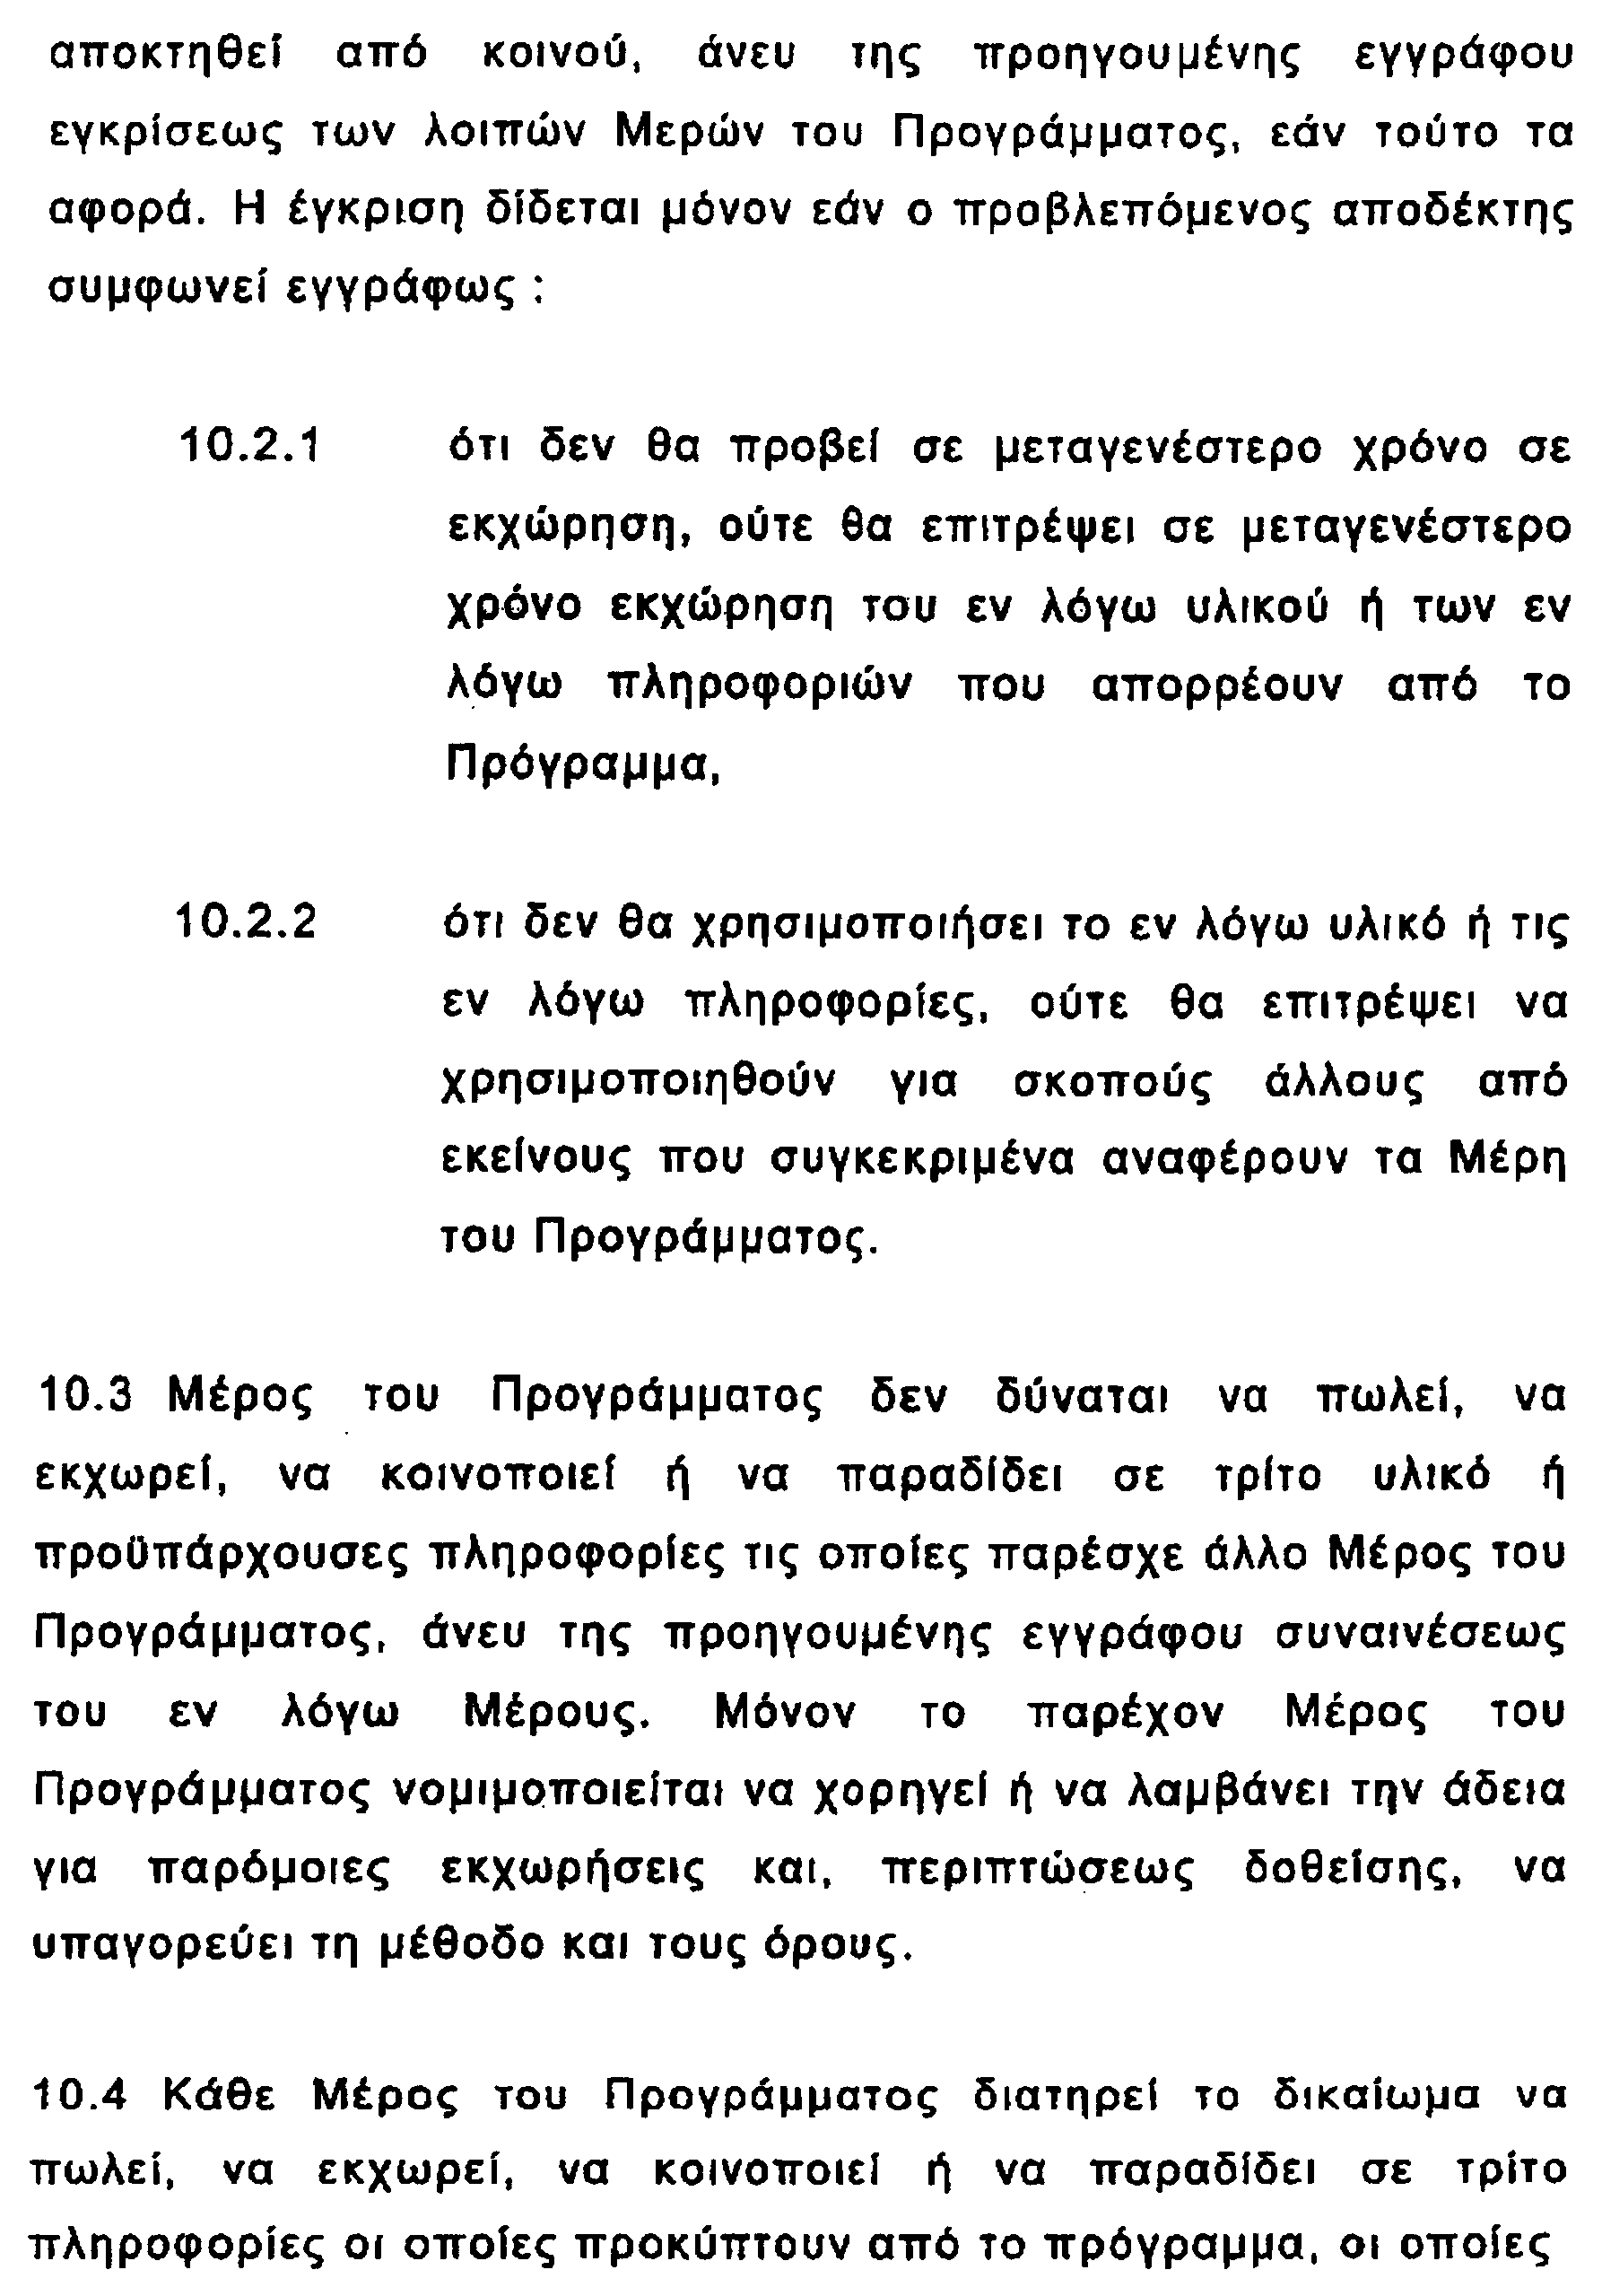 αποκτηθεί από κοινού, άνευ της προηγουμένης εγγράφου
εγκρίσεως των λοιπών Μερών του Προγράμματος, εάν τούτο τα
αφορά. Η έγκριση δίδεται μόνον εάν ο προβλεπόμενος αποδέκτης
συμφωνεί εγγράφως :
10.2.1 ότι δεν θα προβεί σε μεταγενέστερο χρόνο σε
εκχώρηση, ούτε θα επιτρέψει σε μεταγενέστερο
χρόνο εκχώρηση του εν λόγω υλικού ή των εν
λόγω πληροφοριών που απορρέουν από το
Πρόγραμμα,
10.2.2 ότι δεν θα χρησιμοποιήσει το εν λόγω υλικό ή τις
εν λόγω πληροφορίες, ούτε θα επιτρέψει να
χρησιμοποιηθούν για σκοπούς άλλους από
εκείνους που συγκεκριμένα αναφέρουν τα Μέρη
του Προγράμματος.
10.3 Μέρος του Προγράμματος δεν δύναται να πωλεί, να
εκχωρεί, να κοινοποιεί ή να παραδίδει σε τρίτο υλικό ή
προϋπάρχουσες πληροφορίες τις οποίες παρέσχε άλλο Μέρος του
Προγράμματος, άνευ της προηγουμένης εγγράφου συναινέσεως
του εν λόγω Μέρους. Μόνον το παρέχον Μέρος του
Προγράμματος νομιμοποιείται να χορηγεί ή να λαμβάνει την άδεια
για παρόμοιες εκχωρήσεις και, περιπτώσεως δοθείσης, να
υπαγορεύει τη μέθοδο και τους όρους.
10.4 Κάθε Μέρος του Προγράμματος διατηρεί το δικαίωμα να
πωλεί, να εκχωρεί, να κοινοποιεί ή να παραδίδει σε τρίτο
πληροφορίες οι οποίες προκύπτουν από το πρόγραμμα, οι οποίες